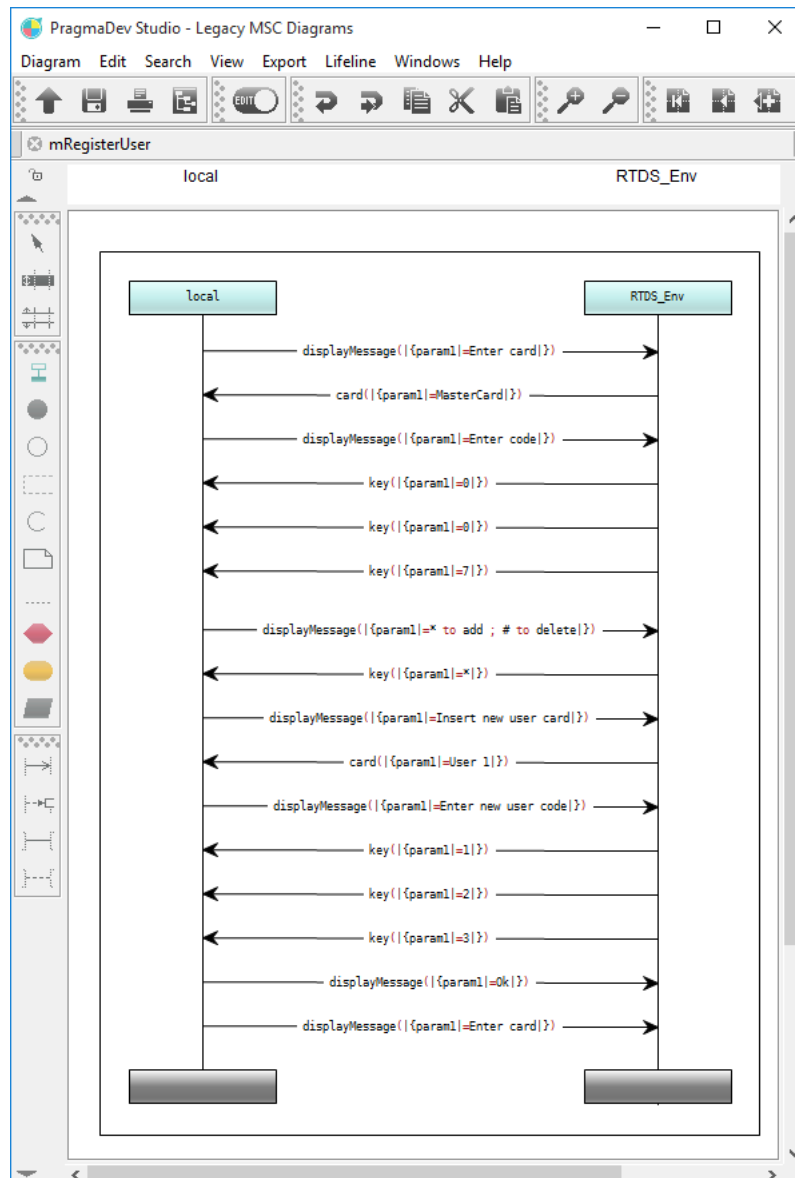 PragmaDev Studio - Legacy MSC Diagrams
Diagram Edit Search View Export Lifeline Windows Help
EDIT
mRegisterUser
local RTDS_Env
local RTDS_Env
displayMessage(|{param1|=Enter card|})
card(|{param1|=MasterCard|})
displayMessage(|{param1|=Enter code|})
key(|{param1|=0|})
key(|{param1|=0|})
key(|{param1|=7|})
displayMessage(|{param1|=* to add ; # to delete|})
key(|{param1|=*|})
displayMessage(|{param1|=Insert new user card|})
card(|{param1|=User 1|})
displayMessage(|{param1|=Enter new user code|})
key(|{param1|=1|})
key(|{param1|=2|})
key(|{param1|=3|})
displayMessage(|{param1|=Ok|})
displayMessage(|{param1|=Enter card|})